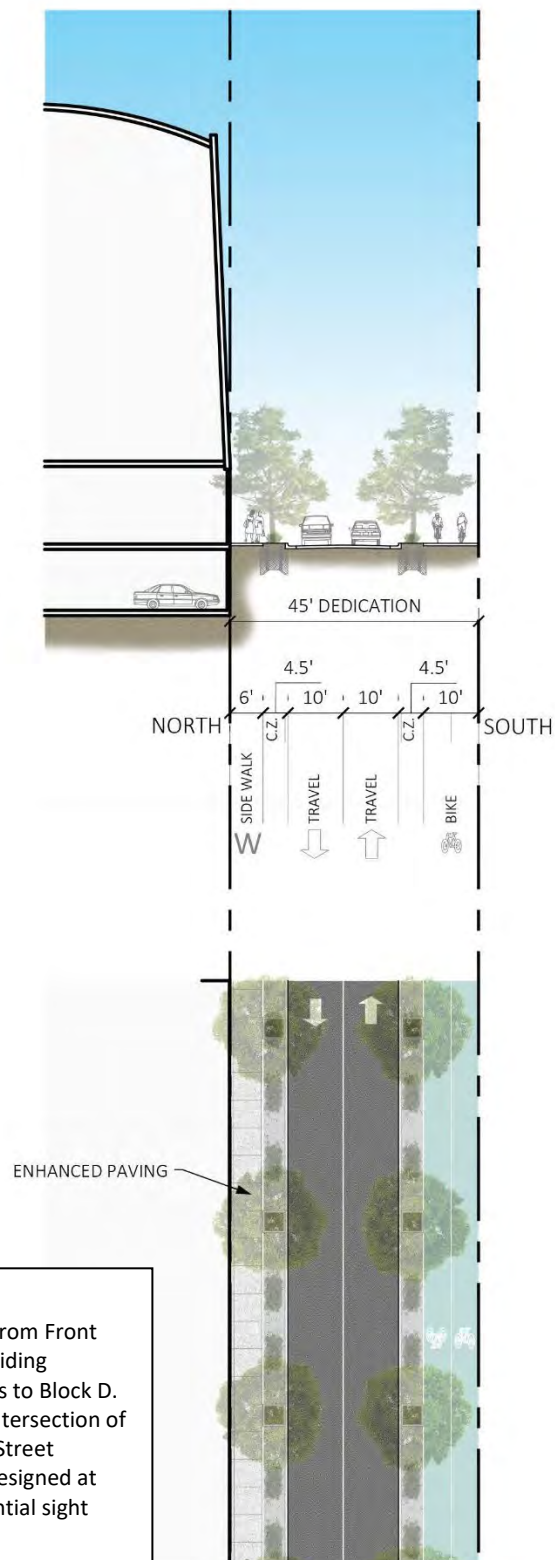 45' DEDICATION
4.5' 4.5'
6' 10' 10' 10'
NORTH C.Z. C.Z. SOUTH
SIDE WALK
TRAVEL
TRAVEL
BIKE
W
ENHANCED PAVING
rom Front
iding
s to Block D.
ntersection of
Street
esigned at
ntial sight